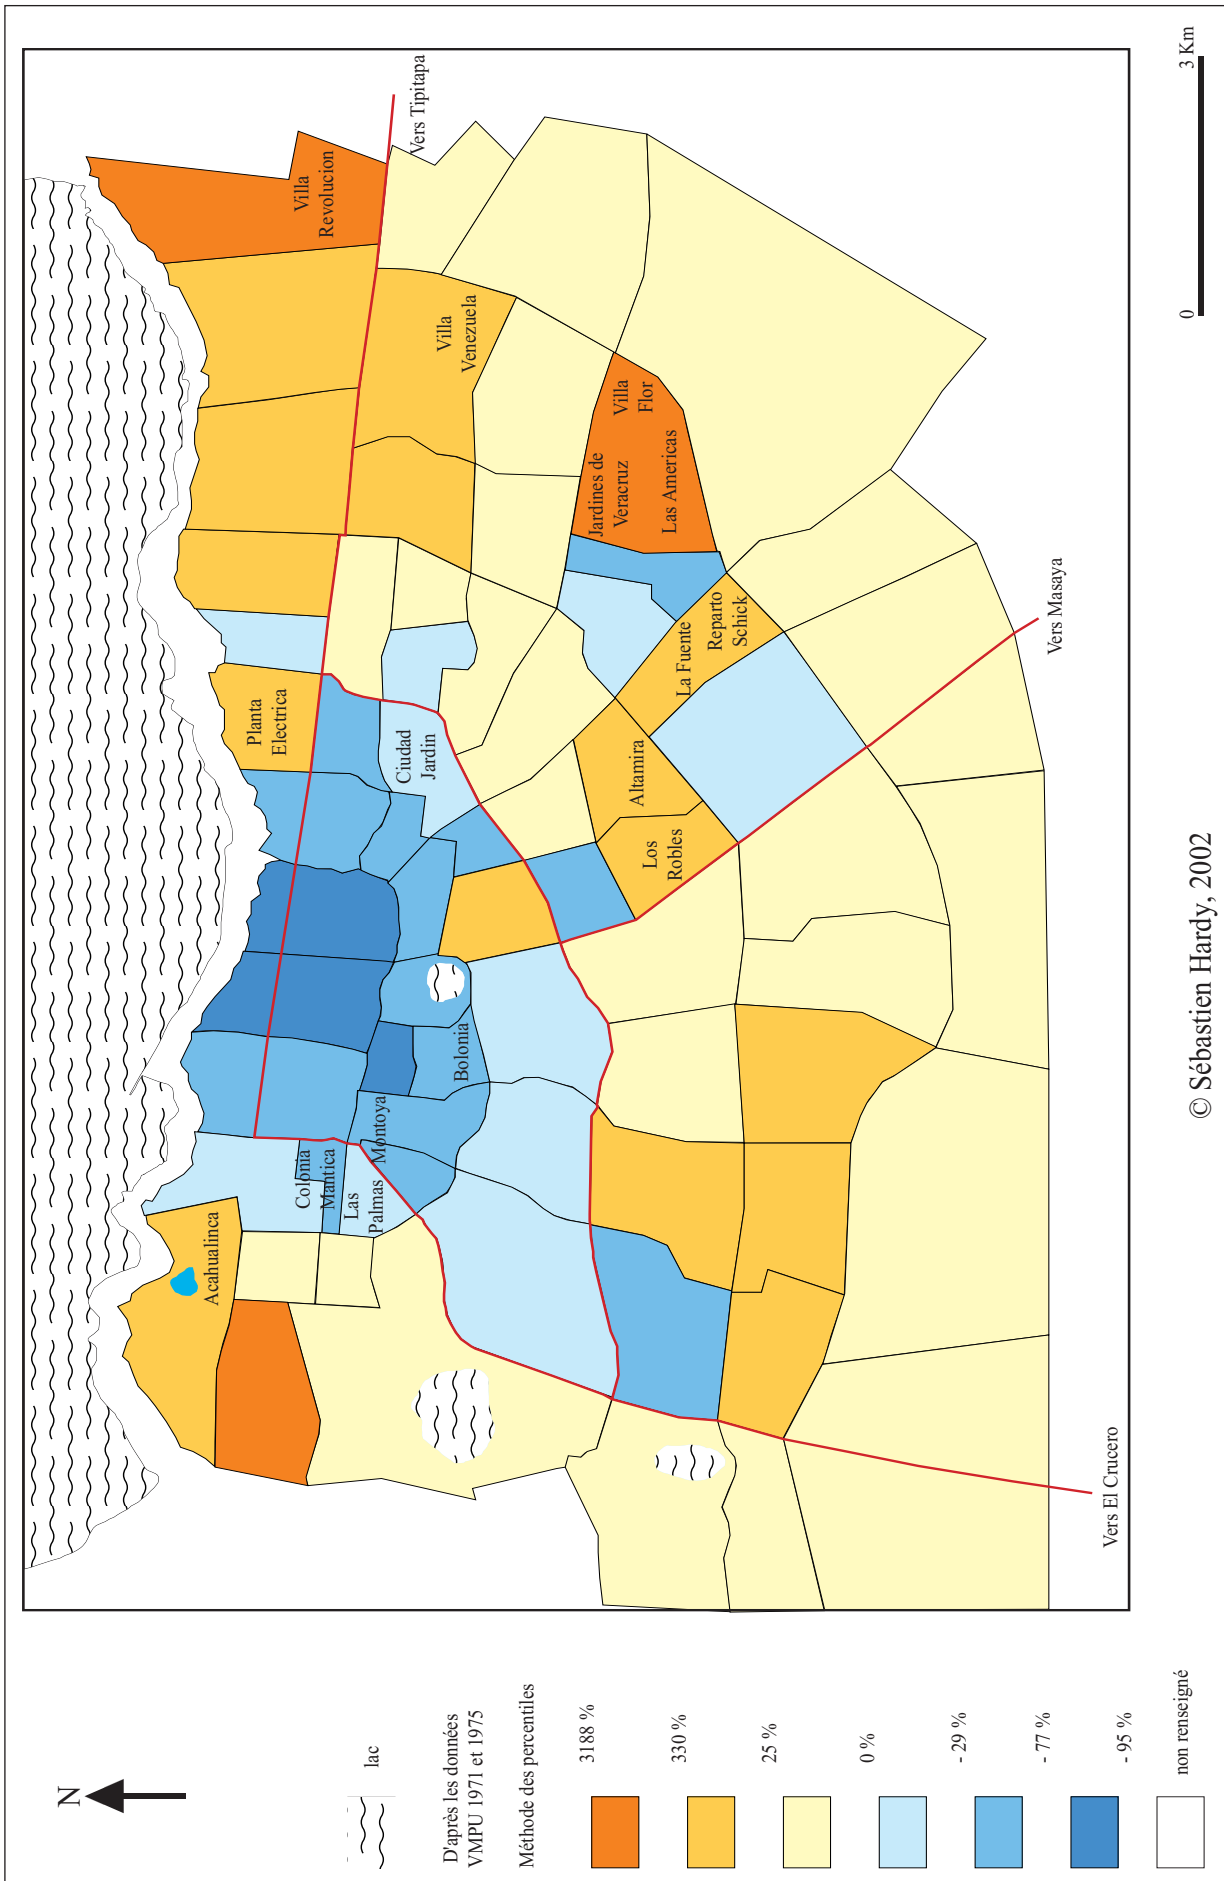 N
lac
D'après les données
VMPU 1971 et 1975
Méthode des percentiles
3188 %
330 %
25 %
0 %
- 29 %
- 77 %
- 95 %
non renseigné
Acahualinca
Colonia
Mantica
Las
Palmas
Montoya
Bolonia
Planta
Electrica
Ciudad
Jardin
Los
Robles
Altamira
La Fuente
Reparto
Schick
Jardines de
Veracruz
Las Americas
Villa
Flor
Villa
Venezuela
Villa
Revolucion
Vers Tipitapa
Vers Masaya
Vers El Crucero
0
3 Km
© Sébastien Hardy, 2002